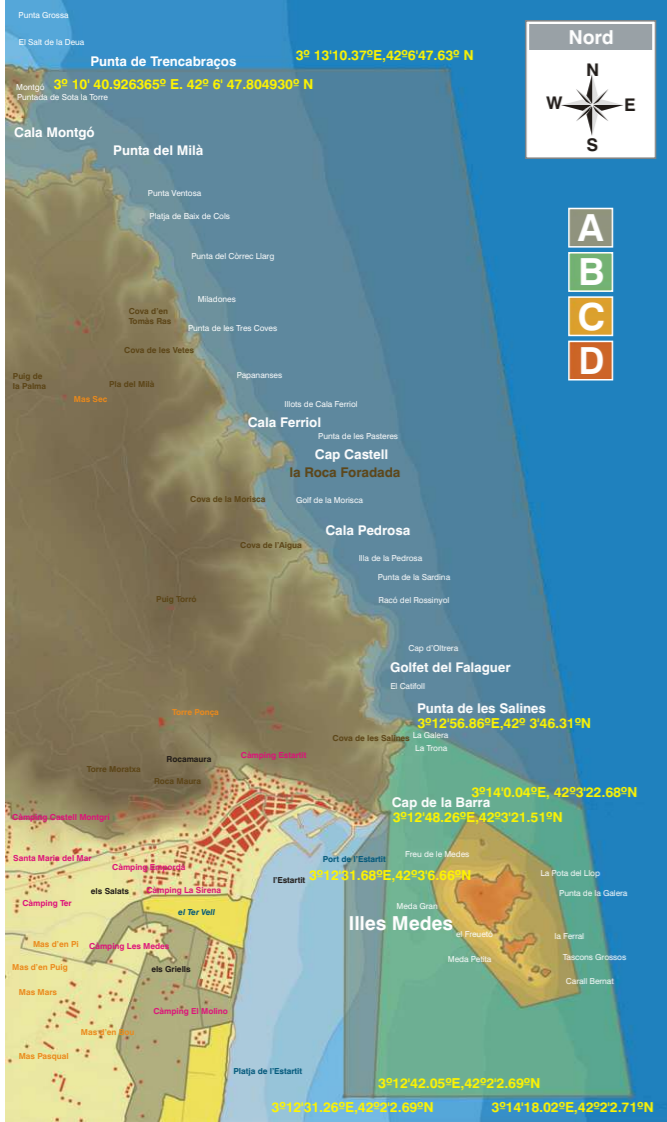 Punta Grossa
El Salt de la Deua
Punta de Trencabraços
3º 13'10.37ºE,42º6'47.63º N
Montgó
3º 10' 40.926365º E. 42º 6' 47.804930º N
Puntada de Sota la Torre
Cala Montgó
Punta del Milà
Punta Ventosa
Platja de Baix de Cols
Punta del Còrrec Llarg
Miladones
Cova d'en
Tomàs Ras
Punta de les Tres Coves
Cova de les Vetes
Puig de
la Palma
Pla del Milà
Papananses
Mas Sec
Illots de Cala Ferriol
Cala Ferriol
Punta de les Pasteres
Cap Castell
la Roca Foradada
Cova de la Morisca
Golf de la Morisca
Cala Pedrosa
Cova de l'Aigua
Illa de la Pedrosa
Punta de la Sardina
Puig Torró
Racó del Rossinyol
Cap d'Oltrera
Golfet del Falaguer
El Catifoll
Punta de les Salines
Torre Ponça
3º12'56.86ºE,42º 3'46.31ºN
Cova de les Salines
La Galera
La Trona
Rocamaura
Càmping Estartit
Torre Moratxa
Roca Maura
3º14'0.04ºE, 42º3'22.68ºN
Cap de la Barra
3º12'48.26ºE,42º3'21.51ºN
Càmping Castell Montgrí
Santa Maria del Mar
Càmping Empordà
Port de l'Estartit
Freu de le Medes
3º12'31.68ºE,42º3'6.66ºN
La Pota del Llop
Càmping Ter
els Salats
Càmping La Sirena
l'Estartit
Punta de la Galera
el Ter Vell
Meda Gran
Illes Medes
el Freuetó
la Ferral
Mas d'en Pi
Càmping Les Medes
Meda Petita
Tascons Grossos
Mas d'en Puig
els Griells
Carall Bernat
Mas Mars
Càmping El Molino
Mas Pasqual
Platja de l'Estartit
3º12'42.05ºE,42º2'2.69ºN
3º12'31.26ºE,42º2'2.69ºN
3º14'18.02ºE,42º2'2.71ºN
Nord
N
W
E
S
A
B
C
D